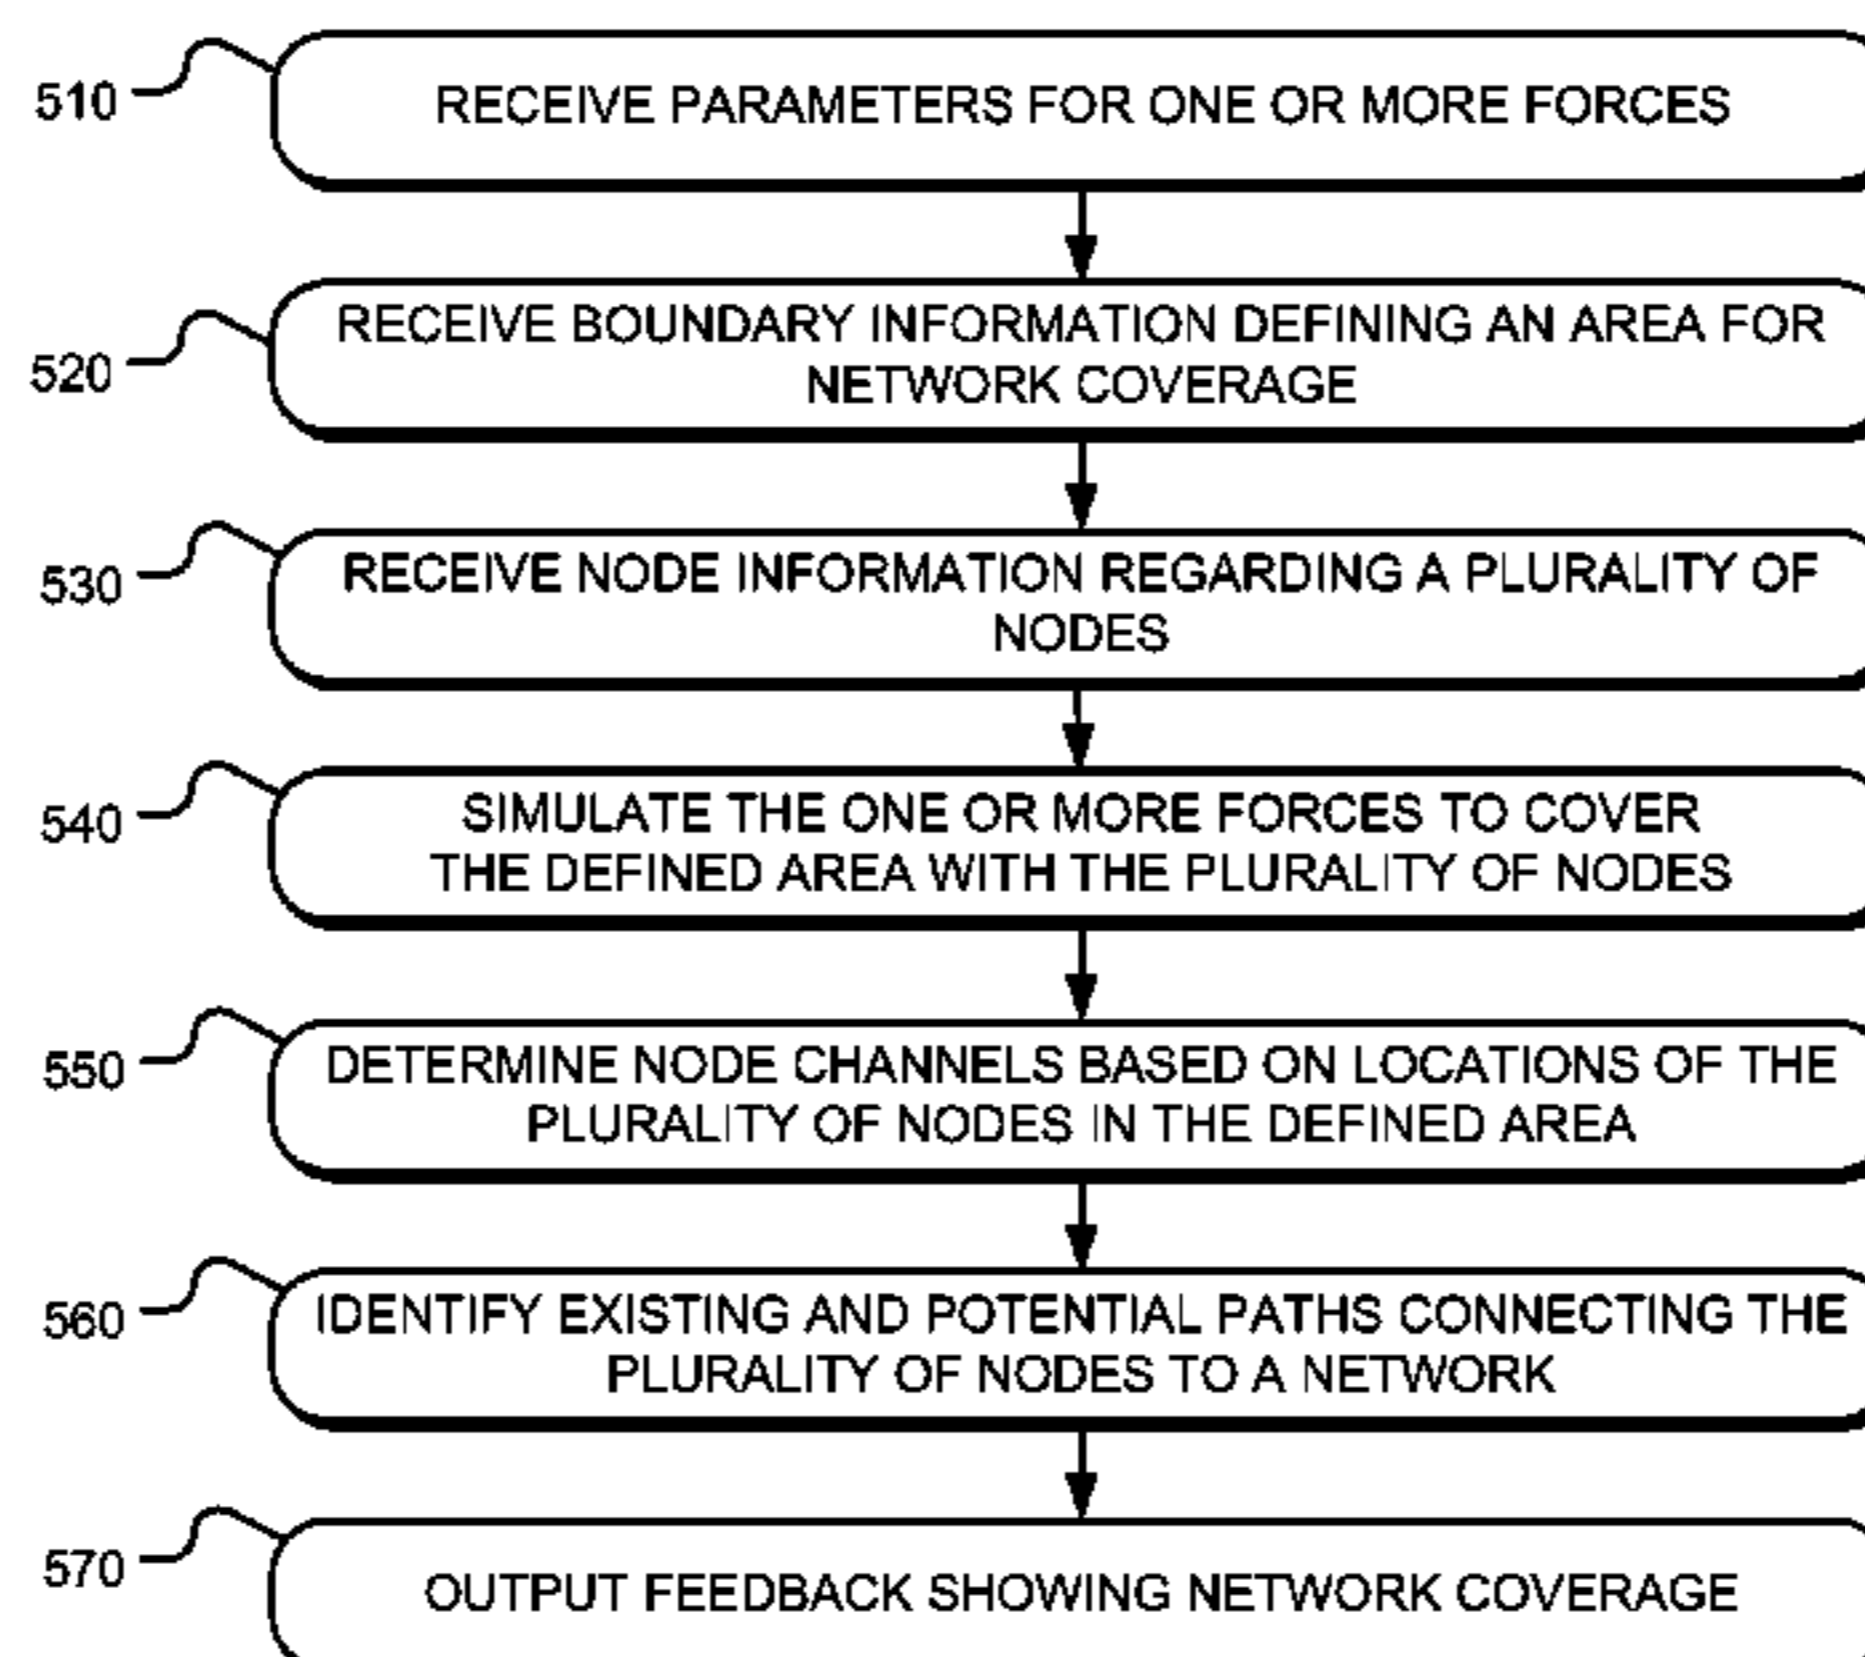 510
RECEIVE PARAMETERS FOR ONE OR MORE FORCES
520
RECEIVE BOUNDARY INFORMATION DEFINING AN AREA FOR
NETWORK COVERAGE
530
RECEIVE NODE INFORMATION REGARDING A PLURALITY OF
NODES
540
SIMULATE THE ONE OR MORE FORCES TO COVER
THE DEFINED AREA WITH THE PLURALITY OF NODES
550
DETERMINE NODE CHANNELS BASED ON LOCATIONS OF THE
PLURALITY OF NODES IN THE DEFINED AREA
560
IDENTIFY EXISTING AND POTENTIAL PATHS CONNECTING THE
PLURALITY OF NODES TO A NETWORK
570
OUTPUT FEEDBACK SHOWING NETWORK COVERAGE